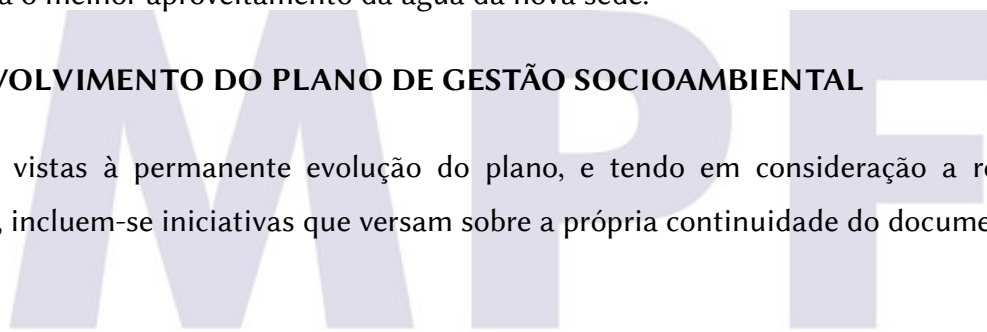 o melhor aproveitamento da água da nova sede.
VOLVIMENTO DO PLANO DE GESTÃO SOCIOAMBIENTAL
vistas à permanente evolução do plano, e tendo em consideração a
, incluem-se iniciativas que versam sobre a própria continuidade do
MPF